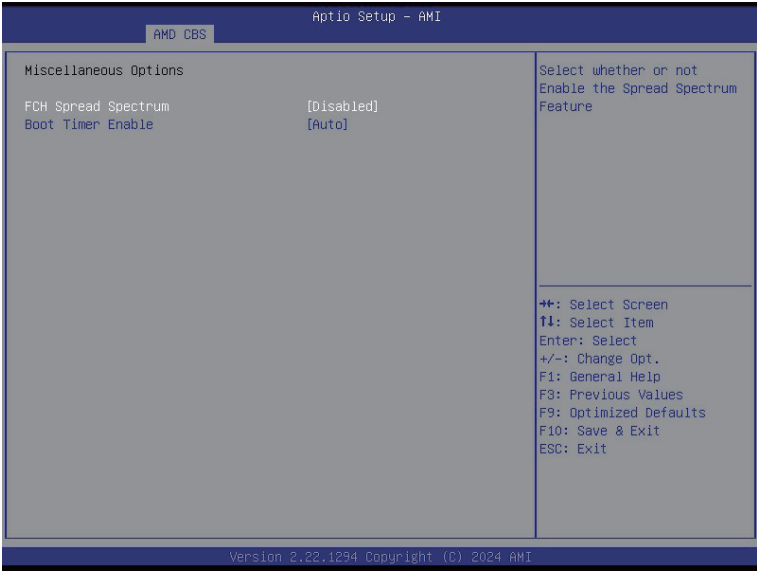 Aptio Setup – AMI
AMD CBS
Miscellaneous Options
FCH Spread Spectrum [Disabled]
Boot Timer Enable [Auto]
Select whether or not
Enable the Spread Spectrum
Feature
→←: Select Screen
↑↓: Select Item
Enter: Select
+/-: Change Opt.
F1: General Help
F3: Previous Values
F9: Optimized Defaults
F10: Save & Exit
ESC: Exit
Version 2.22.1294 Copyright (C) 2024 AMI